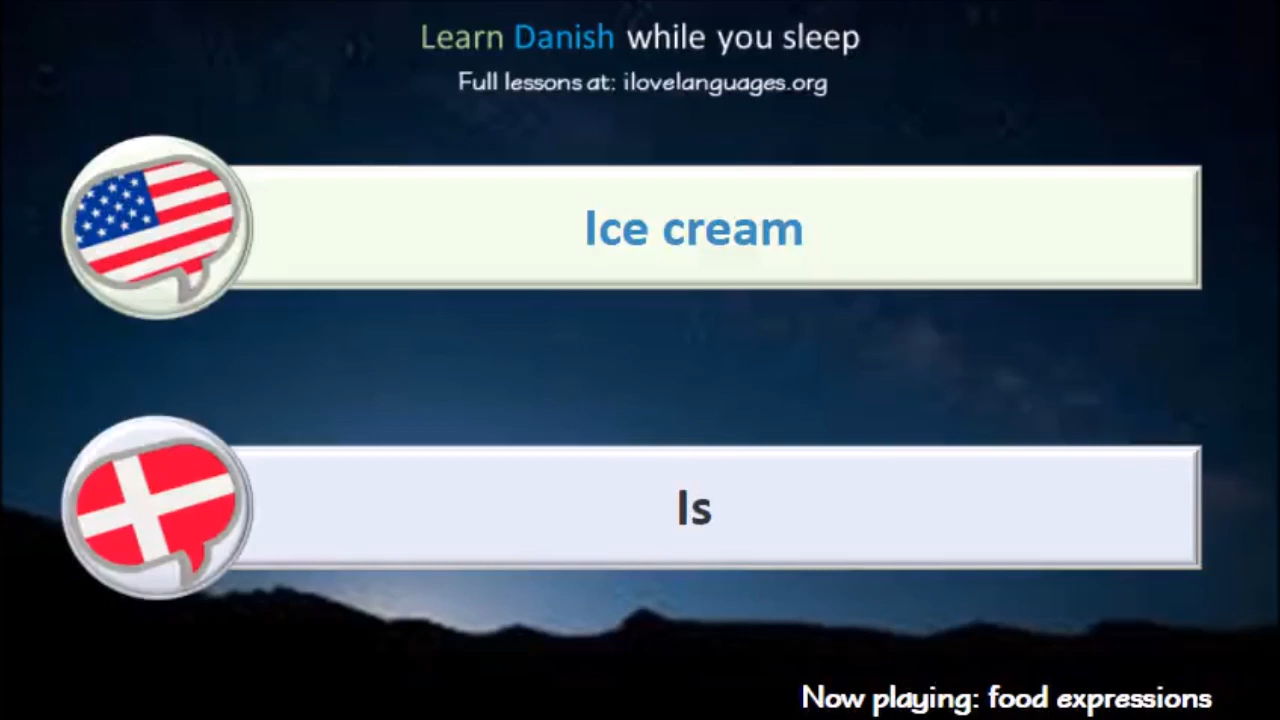 Learn Danish while you sleep
Full lessons at: ilovelanguages.org
Ice cream
Is
Now playing: food expressions